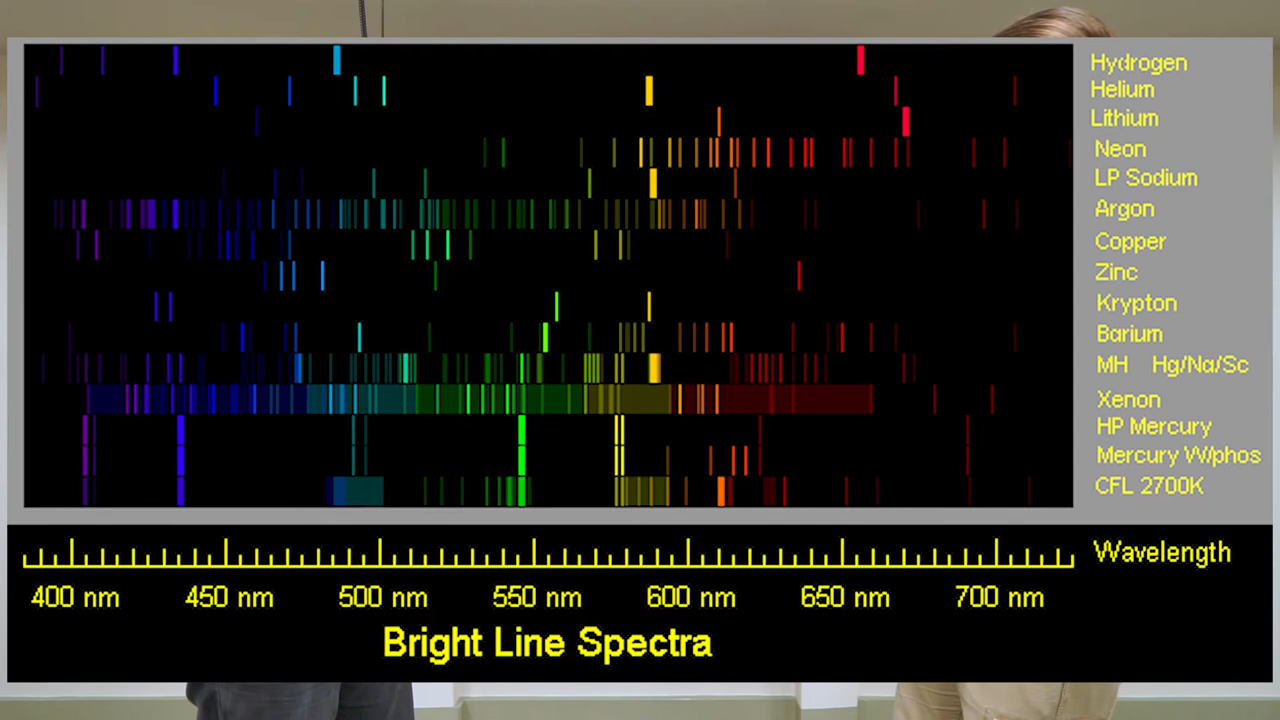 Hydrogen
Helium
Lithium
Neon
LP Sodium
Argon
Copper
Zinc
Krypton
Barium
MH Hg/Na/Sc
Xenon
HP Mercury
Mercury W/phos
CFL 2700K
Wavelength
400 nm 450 nm 500 nm 550 nm 600 nm 650 nm 700 nm
Bright Line Spectra